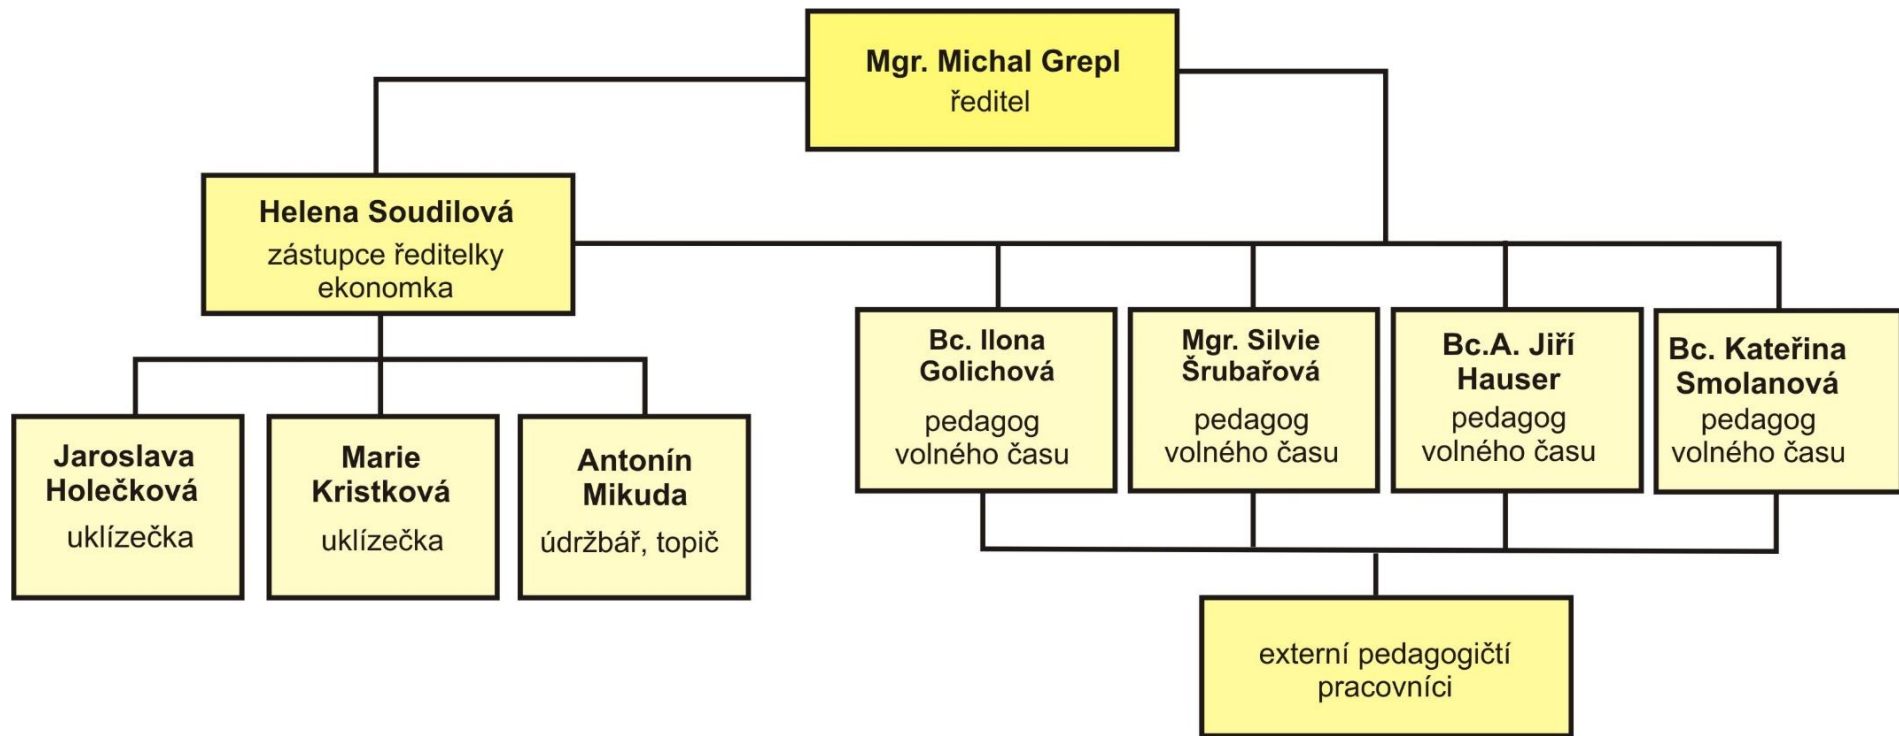 Mgr. Michal Grepl
ředitel
Helena Soudilová
zástupce ředitelky
ekonomka
Bc. Ilona
Golichová
pedagog
volného času
Mgr. Silvie
Šrubařová
pedagog
volného času
Bc.A. Jiří
Hauser
pedagog
volného času
Bc. Kateřina
Smolanová
pedagog
volného času
Jaroslava
Holečková
uklízečka
Marie
Kristková
uklízečka
Antonín
Mikuda
údržbář, topič
externí pedagogičtí
pracovníci